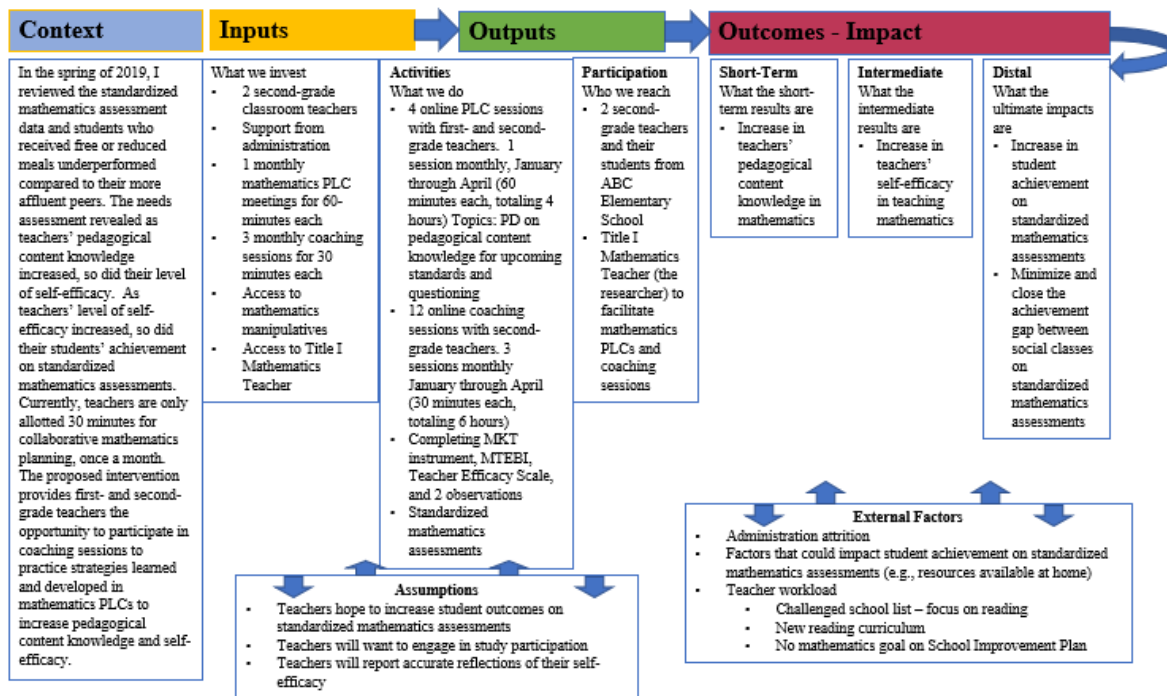 Context
Inputs
Outputs
Outcomes - Impact
In the spring of 2019, I
reviewed the standardized
mathematics assessment
data and students who
received free or reduced
meals underperformed
compared to their more
affluent peers. The needs
assessment revealed as
teachers’ pedagogical
content knowledge
increased, so did their level
of self-efficacy. As
teachers’ level of self-
efficacy increased, so did
their students’ achievement
on standardized
mathematics assessments.
Currently, teachers are only
allotted 30 minutes for
collaborative mathematics
planning, once a month.
The proposed intervention
provides first- and second-
grade teachers the
opportunity to participate in
coaching sessions to
practice strategies learned
and developed in
mathematics PLCs to
increase pedagogical
content knowledge and self-
efficacy.
What we invest
▪ 2 second-grade
classroom teachers
▪ Support from
administration
▪ 1 monthly
mathematics PLC
meetings for 60-
minutes each
▪ 3 monthly coaching
sessions for 30
minutes each
▪ Access to
mathematics
manipulatives
▪ Access to Title I
Mathematics
Teacher
Activities
What we do
▪ 4 online PLC sessions
with first- and second-
grade teachers. 1
session monthly, January
through April (60
minutes each, totaling 4
hours) Topics: PD on
pedagogical content
knowledge for upcoming
standards and
questioning
▪ 12 online coaching
sessions with second-
grade teachers. 3
sessions monthly
January through April
(30 minutes each,
totaling 6 hours)
▪ Completing MKT
instrument, MTEBI,
Teacher Efficacy Scale,
and 2 observations
▪ Standardized
mathematics
assessments
Participation
Who we reach
▪ 2 second-
grade teachers
and their
students from
ABC
Elementary
School
▪ Title I
Mathematics
Teacher (the
researcher) to
facilitate
mathematics
PLCs and
coaching
sessions
Short-Term
What the short-
term results are
▪ Increase in
teachers’
pedagogical
content
knowledge in
mathematics
Intermediate
What the
intermediate
results are
▪ Increase in
teachers’
self-efficacy
in teaching
mathematics
Distal
What the
ultimate impacts
are
▪ Increase in
student
achievement
on
standardized
mathematics
assessments
▪ Minimize and
close the
achievement
gap between
social classes
on
standardized
mathematics
assessments
Assumptions
▪ Teachers hope to increase student outcomes on
standardized mathematics assessments
▪ Teachers will want to engage in study participation
▪ Teachers will report accurate reflections of their self-
efficacy
External Factors
▪ Administration attrition
▪ Factors that could impact student achievement on standardized
mathematics assessments (e.g., resources available at home)
▪ Teacher workload
▪ Challenged school list – focus on reading
▪ New reading curriculum
▪ No mathematics goal on School Improvement Plan